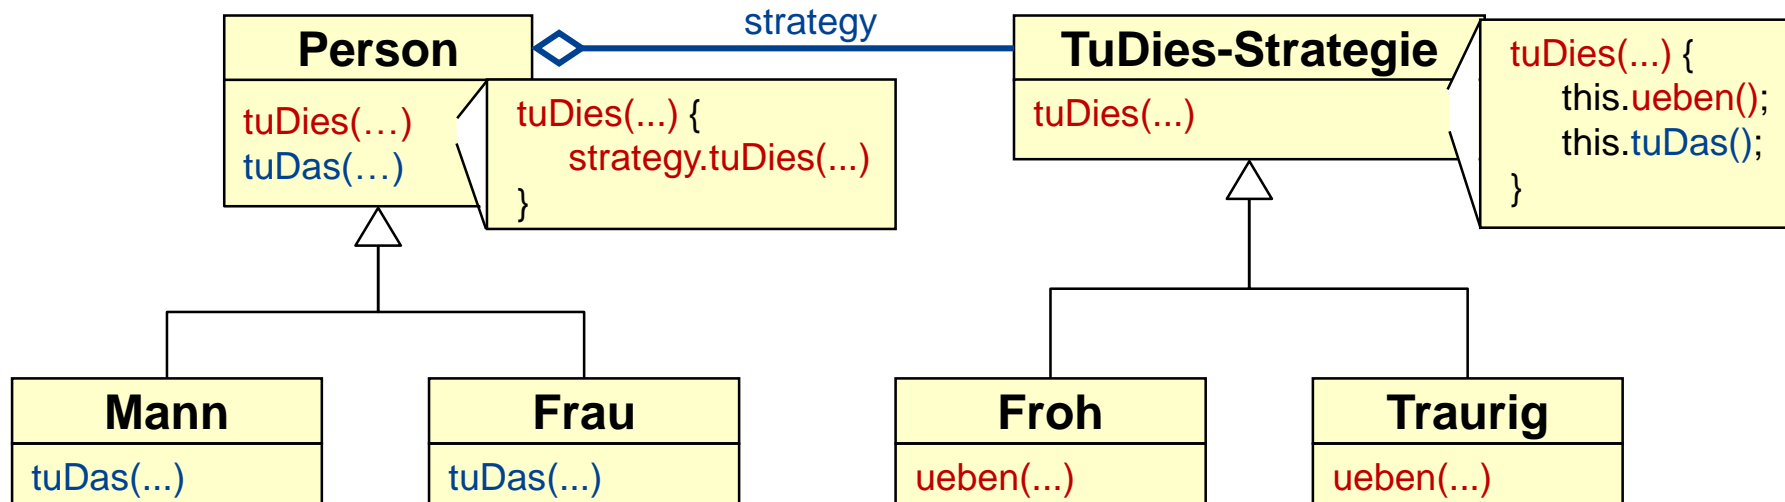 strategy
Person
tuDies(…)
tuDas(…)
tuDies(...) {
strategy.tuDies(...)
}
TuDies-Strategie
tuDies(...)
tuDies(...) {
this.ueben();
this.tuDas();
}
Mann
tuDas(...)
Frau
tuDas(...)
Froh
ueben(...)
Traurig
ueben(...)